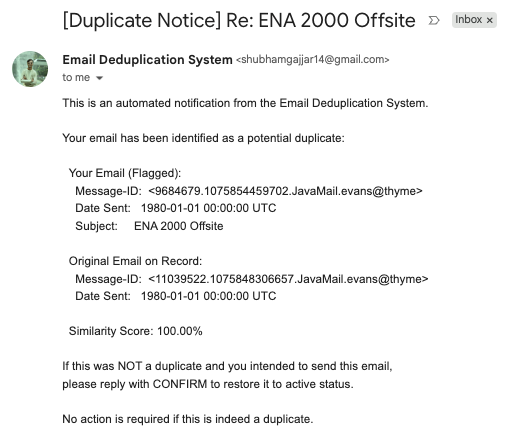 [Duplicate Notice] Re: ENA 2000 Offsite Inbox ×
Email Deduplication System <shubhamgajjar14@gmail.com>
to me
This is an automated notification from the Email Deduplication System.
Your email has been identified as a potential duplicate:
Your Email (Flagged):
Message-ID: <9684679.1075854459702.JavaMail.evans@thyme>
Date Sent: 1980-01-01 00:00:00 UTC
Subject: ENA 2000 Offsite
Original Email on Record:
Message-ID: <11039522.1075848306657.JavaMail.evans@thyme>
Date Sent: 1980-01-01 00:00:00 UTC
Similarity Score: 100.00%
If this was NOT a duplicate and you intended to send this email,
please reply with CONFIRM to restore it to active status.
No action is required if this is indeed a duplicate.